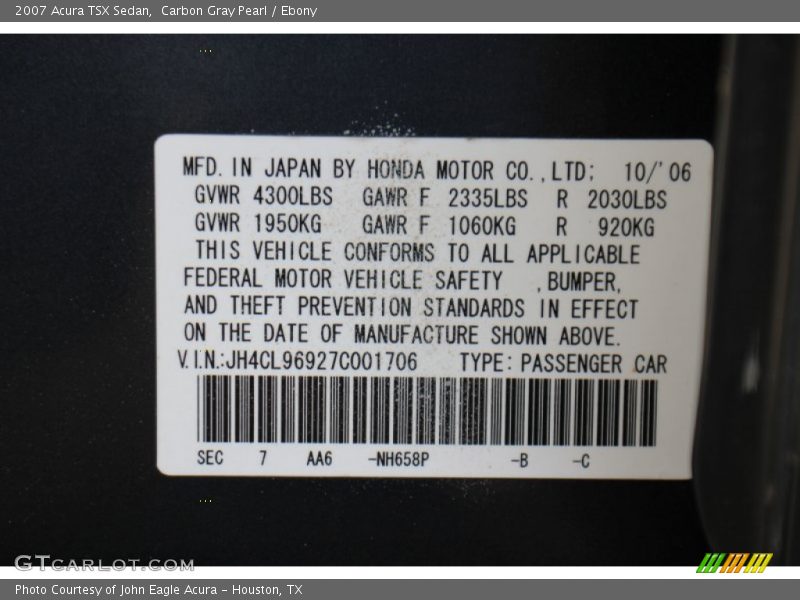 2007 Acura TSX Sedan,  Carbon Gray Pearl / Ebony
MFD. IN JAPAN BY HONDA MOTOR CO.,LTD; 10/'06
GVWR 4300LBS GAWR F 2335LBS R 2030LBS
GVWR 1950KG GAWR F 1060KG R 920KG
THIS VEHICLE CONFORMS TO ALL APPLICABLE
FEDERAL MOTOR VEHICLE SAFETY ,BUMPER,
AND THEFT PREVENTION STANDARDS IN EFFECT
ON THE DATE OF MANUFACTURE SHOWN ABOVE.
V.I.N.:JH4CL96927C001706 TYPE: PASSENGER CAR
SEC 7 AA6 -NH658P -B -C
GTCARLOT.COM
Photo Courtesy of John Eagle Acura - Houston, TX